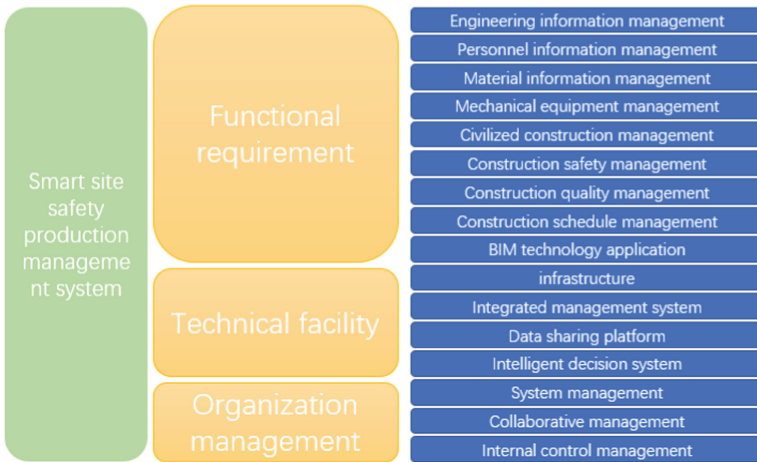 Smart site
safety
production
manageme
nt system
Functional
requirement
Technical facility
Organization
management
Engineering information management
Personnel information management
Material information management
Mechanical equipment management
Civilized construction management
Construction safety management
Construction quality management
Construction schedule management
BIM technology application
infrastructure
Integrated management system
Data sharing platform
Intelligent decision system
System management
Collaborative management
Internal control management